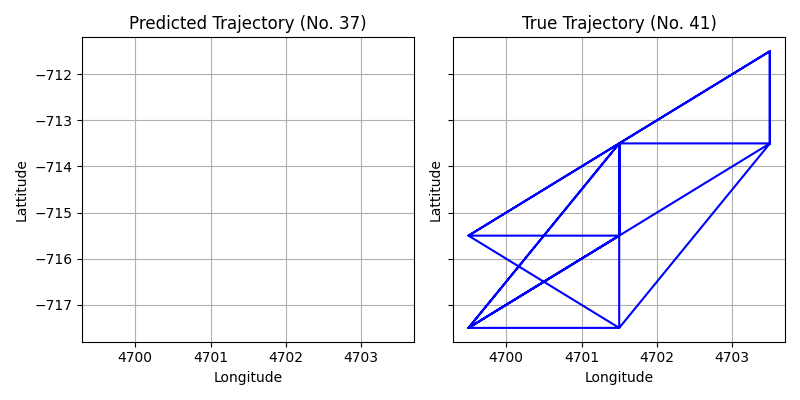 Predicted Trajectory (No. 37)
True Trajectory (No. 41)
Lattitude
−712
−713
−714
−715
−716
−717
4700 4701 4702 4703
Longitude
Lattitude
4700 4701 4702 4703
Longitude